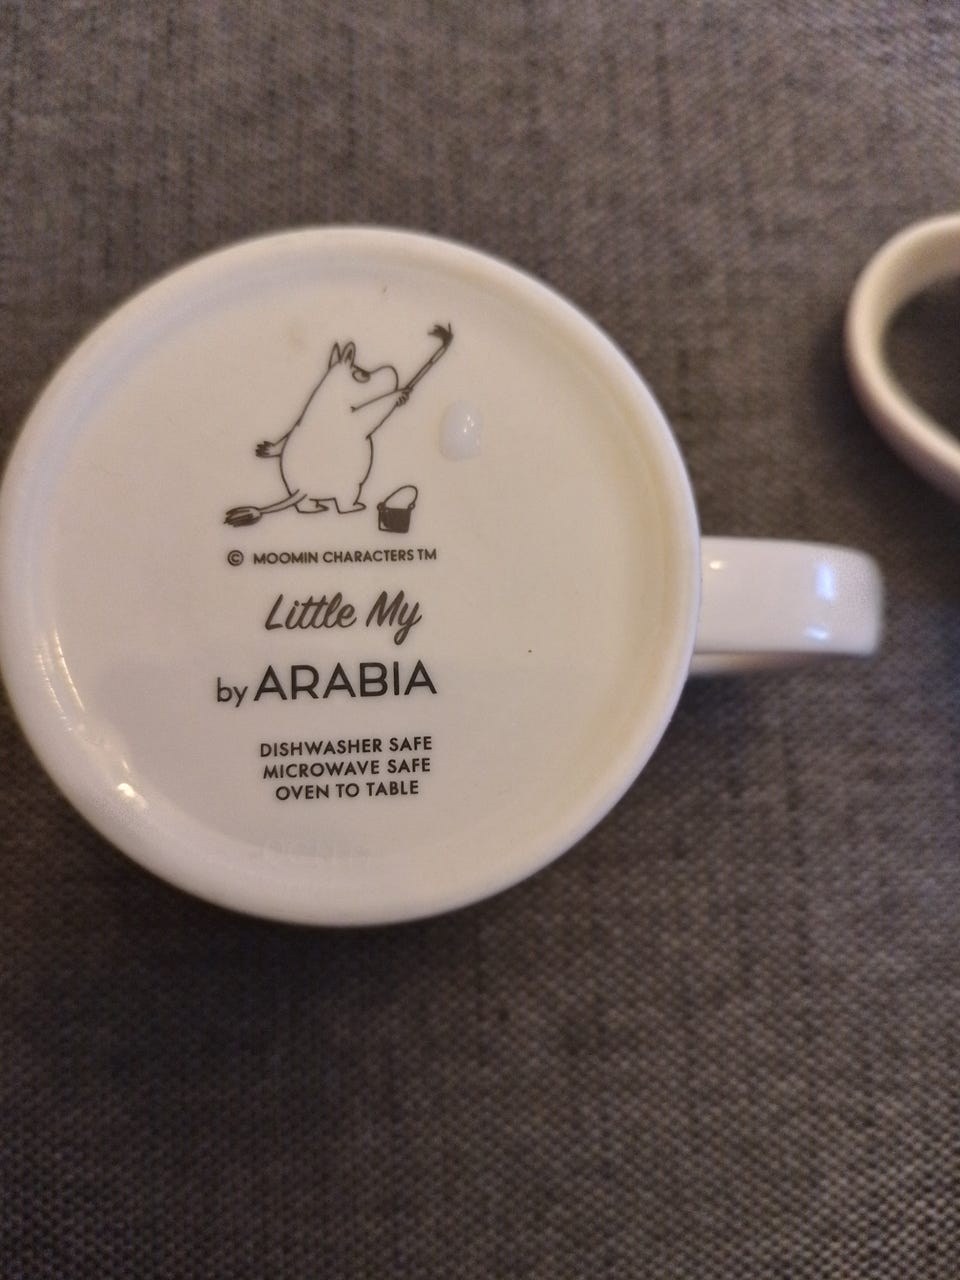 © MOOMIN CHARACTERS TM
Little My
by ARABIA
DISHWASHER SAFE
MICROWAVE SAFE
OVEN TO TABLE